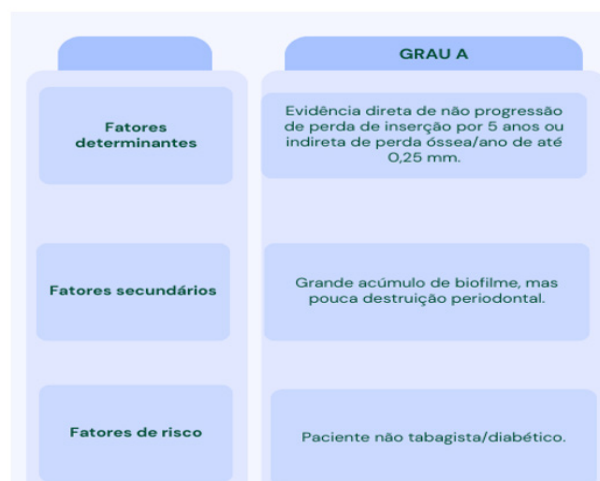 GRAU A
Fatores
determinantes
Evidência direta de não progressão
de perda de inserção por 5 anos ou
indireta de perda óssea/ano de até
0,25 mm.
Fatores secundários
Grande acúmulo de biofilme, mas
pouca destruição periodontal.
Fatores de risco
Paciente não tabagista/diabético.